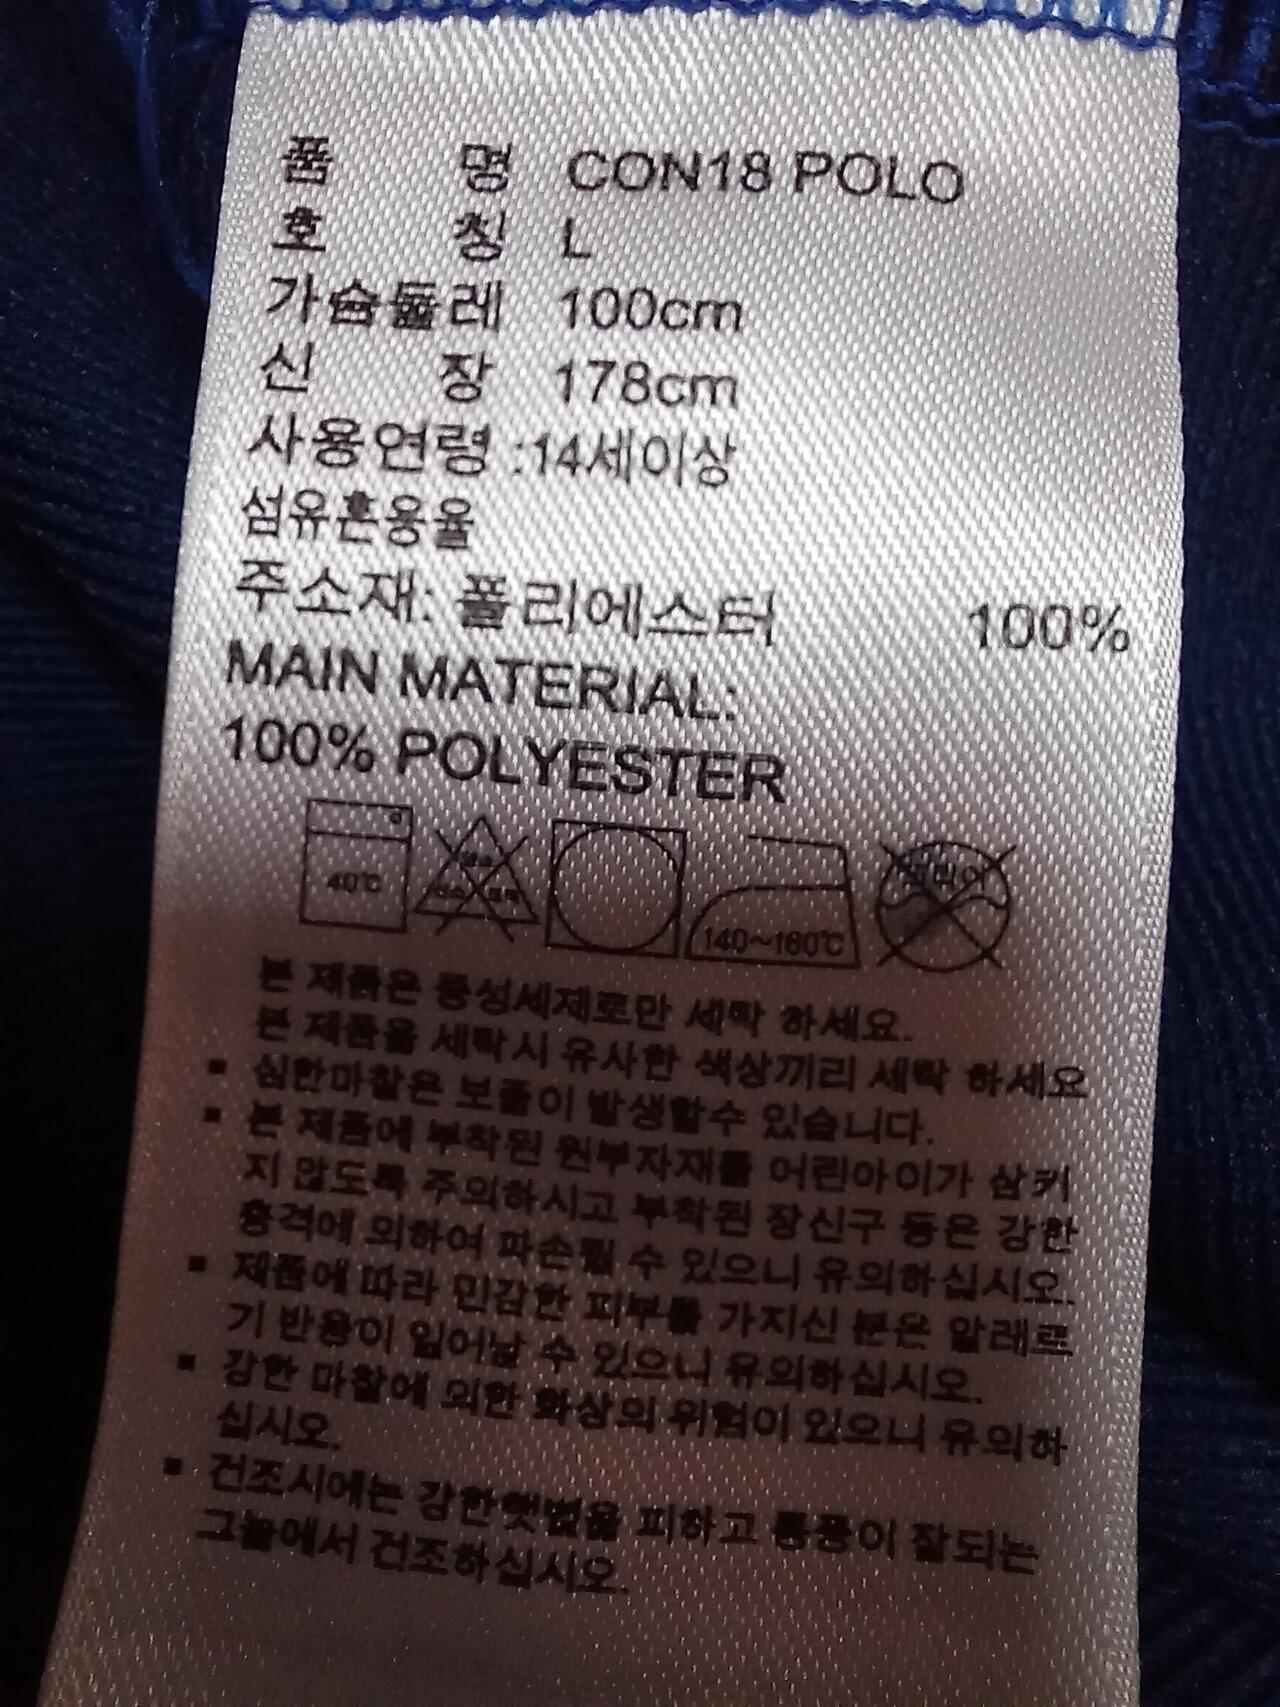 품 명 CON18 POLO
호 칭 L
가슴둘레 100cm
신 장 178cm
사용연령 :14세이상
섬유혼용율
주소재: 폴리에스터 100%
MAIN MATERIAL:
100% POLYESTER
40℃ 140~160℃
본 제품은 중성세제로만 세탁 하세요.
본 제품을 세탁시 유사한 색상끼리 세탁 하세요
▪ 심한마찰은 보풀이 발생할수 있습니다.
▪ 본 제품에 부착된 원부자재를 어린아이가 삼키
지 않도록 주의하시고 부착된 장신구 등은 강한
충격에 의하여 파손될 수 있으니 유의하십시오.
▪ 제품에 따라 민감한 피부를 가지신 분은 알레르
기 반응이 일어날 수 있으니 유의하십시오.
▪ 강한 마찰에 의한 화상의 위험이 있으니 유의하
십시오.
▪ 건조시에는 강한햇볕을 피하고 통풍이 잘되는
그늘에서 건조하십시오.